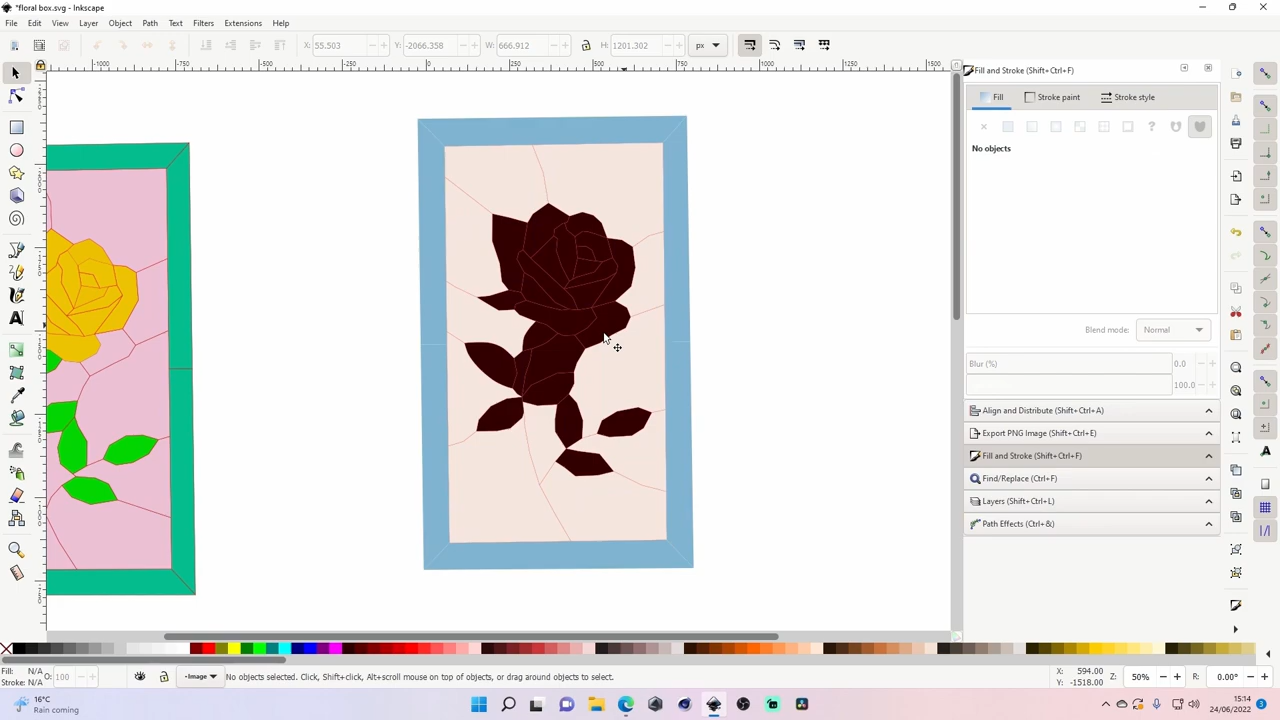 *floral box.svg - Inkscape
File Edit View Layer Object Path Text Filters Extensions Help
X: 55.503 Y: -2066.358 W: 666.912 H: 1201.302 px
Fill and Stroke (Shift+Ctrl+F)
Fill Stroke paint Stroke style
No objects
Blend mode: Normal
Blur (%) 0.0
100.0
Align and Distribute (Shift+Ctrl+A)
Export PNG Image (Shift+Ctrl+E)
Fill and Stroke (Shift+Ctrl+F)
Find/Replace (Ctrl+F)
Layers (Shift+Ctrl+L)
Path Effects (Ctrl+&)
Fill: N/A
Stroke: N/A
O: 100
-Image
No objects selected. Click, Shift+click, Alt+scroll mouse on top of objects, or drag around objects to select.
X: 594.00
Y: -1518.00
Z: 50%
R: 0.00°
16°C
Rain coming
15:14
24/06/2022